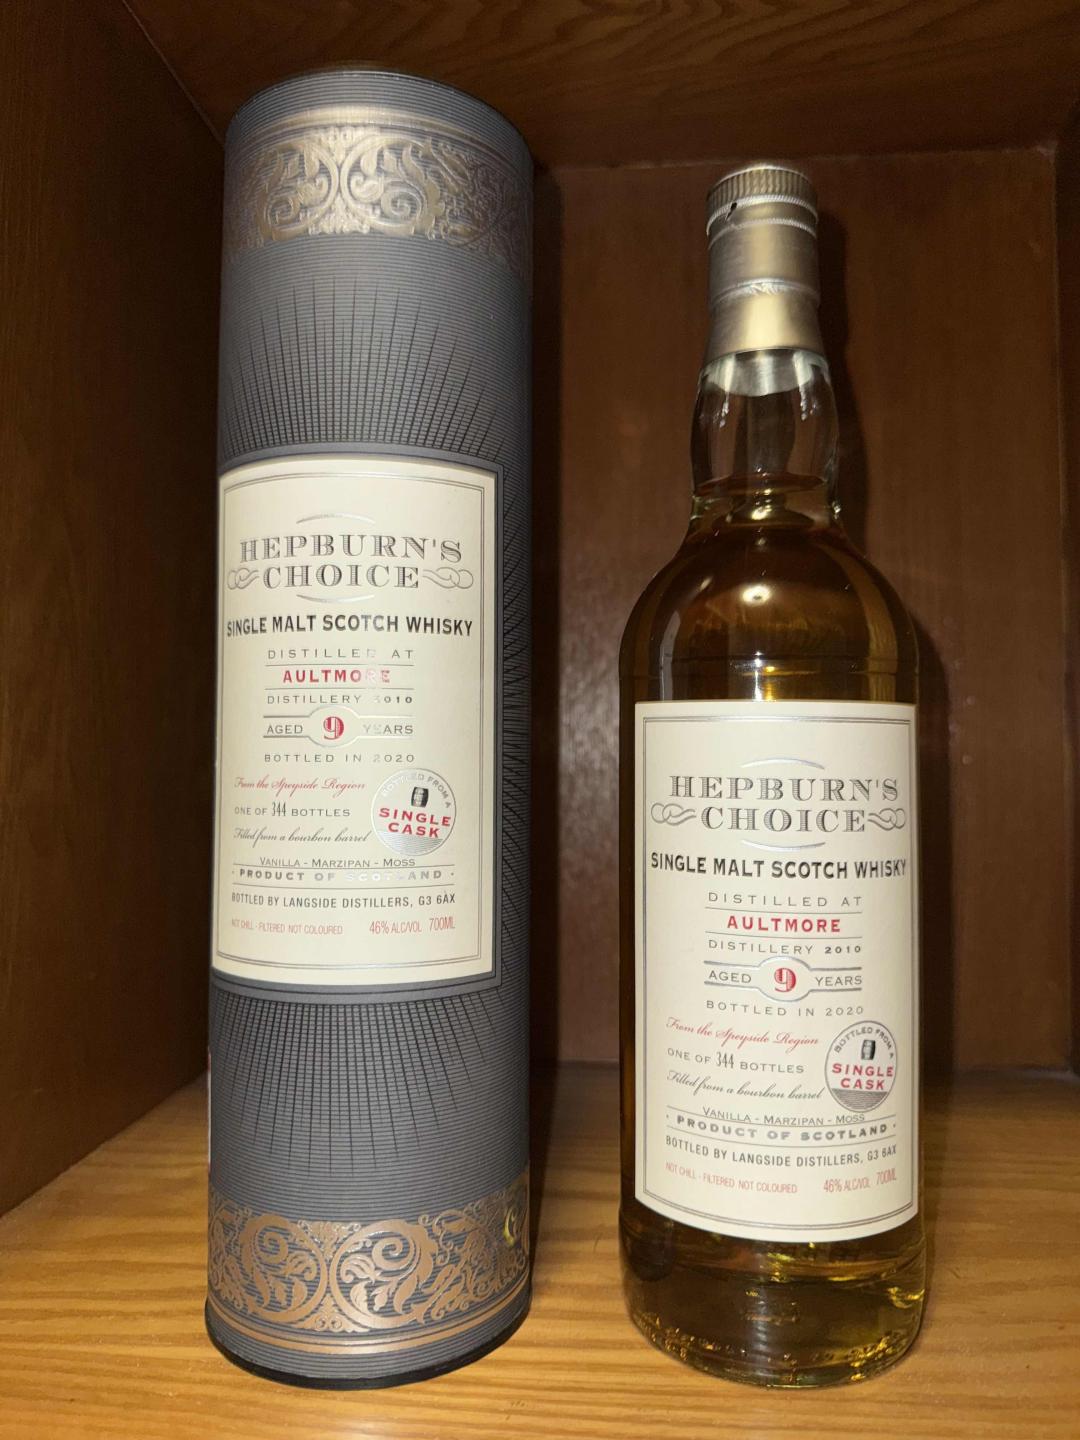 HEPBURN'S
CHOICE
SINGLE MALT SCOTCH WHISKY
DISTILLED AT
AULTMORE
DISTILLERY 2010
AGED 9 YEARS
BOTTLED IN 2020
From the Speyside Region
ONE OF 344 BOTTLES
Filled from a bourbon barrel
BOTTLED FROM A
SINGLE
CASK
VANILLA - MARZIPAN - MOSS
· PRODUCT OF SCOTLAND ·
BOTTLED BY LANGSIDE DISTILLERS, G3 6AX
NOT CHILL - FILTERED NOT COLOURED 46% ALC/VOL 700ML
HEPBURN'S
CHOICE
SINGLE MALT SCOTCH WHISKY
DISTILLED AT
AULTMORE
DISTILLERY 2010
AGED 9 YEARS
BOTTLED IN 2020
From the Speyside Region
ONE OF 344 BOTTLES
Filled from a bourbon barrel
BOTTLED FROM A
SINGLE
CASK
VANILLA - MARZIPAN - MOSS
· PRODUCT OF SCOTLAND ·
BOTTLED BY LANGSIDE DISTILLERS, G3 6AX
NOT CHILL - FILTERED NOT COLOURED 46% ALC/VOL 700ML